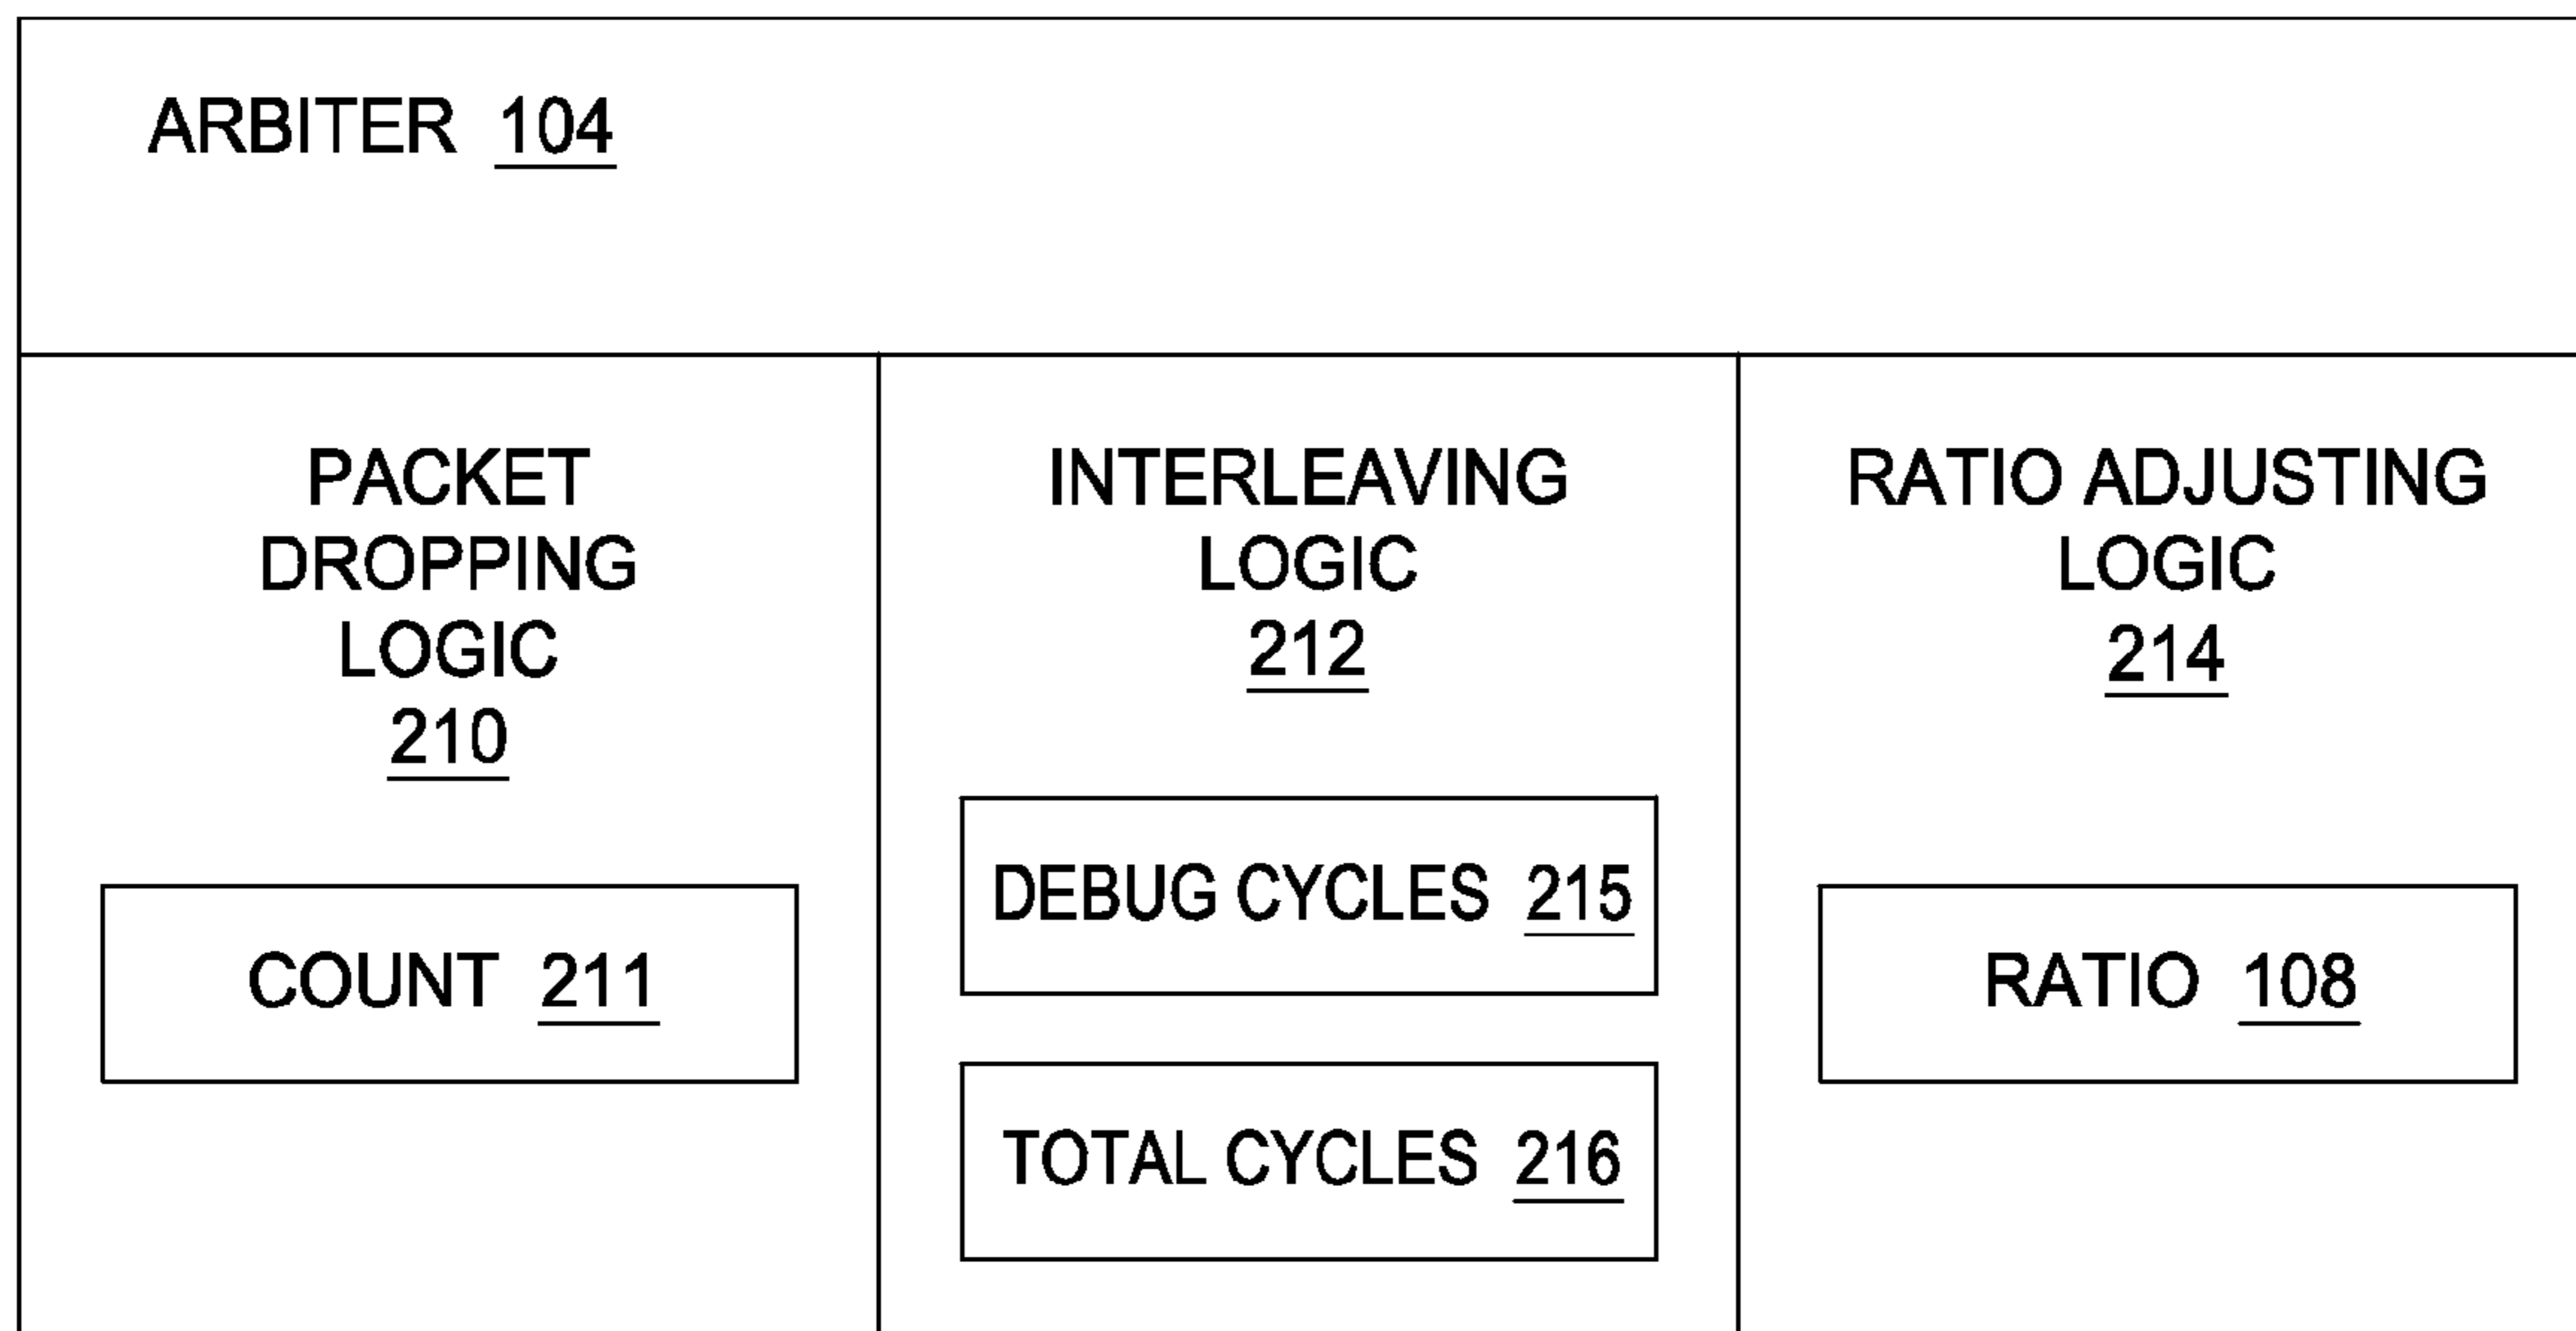 ARBITER 104
PACKET
DROPPING
LOGIC
210
COUNT 211
INTERLEAVING
LOGIC
212
DEBUG CYCLES 215
TOTAL CYCLES 216
RATIO ADJUSTING
LOGIC
214
RATIO 108